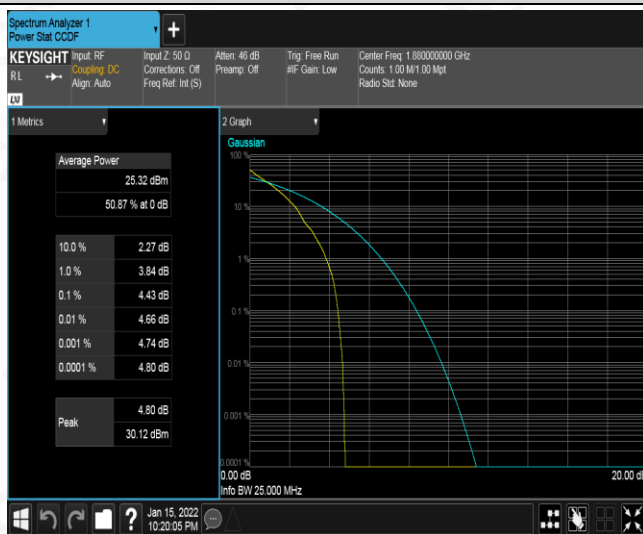 Spectrum Analyzer 1
Power Stat CCDF
+
KEYSIGHT
RL
LXI
Input: RF
Coupling: DC
Align: Auto
Input Z: 50 Ω
Corrections: Off
Freq Ref: Int (S)
Atten: 46 dB
Preamp: Off
Trig: Free Run
#IF Gain: Low
Center Freq: 1.880000000 GHz
Counts: 1.00 M/1.00 Mpt
Radio Std: None
1 Metrics
Average Power
25.32 dBm
50.87 % at 0 dB
10.0 % 2.27 dB
1.0 % 3.84 dB
0.1 % 4.43 dB
0.01 % 4.66 dB
0.001 % 4.74 dB
0.0001 % 4.80 dB
Peak
4.80 dB
30.12 dBm
2 Graph
Gaussian
100 %
10 %
1 %
0.1 %
0.01 %
0.001 %
0.0001 %
0.00 dB
20.00 dB
Info BW 25.000 MHz
?
Jan 15, 2022
10:20:05 PM